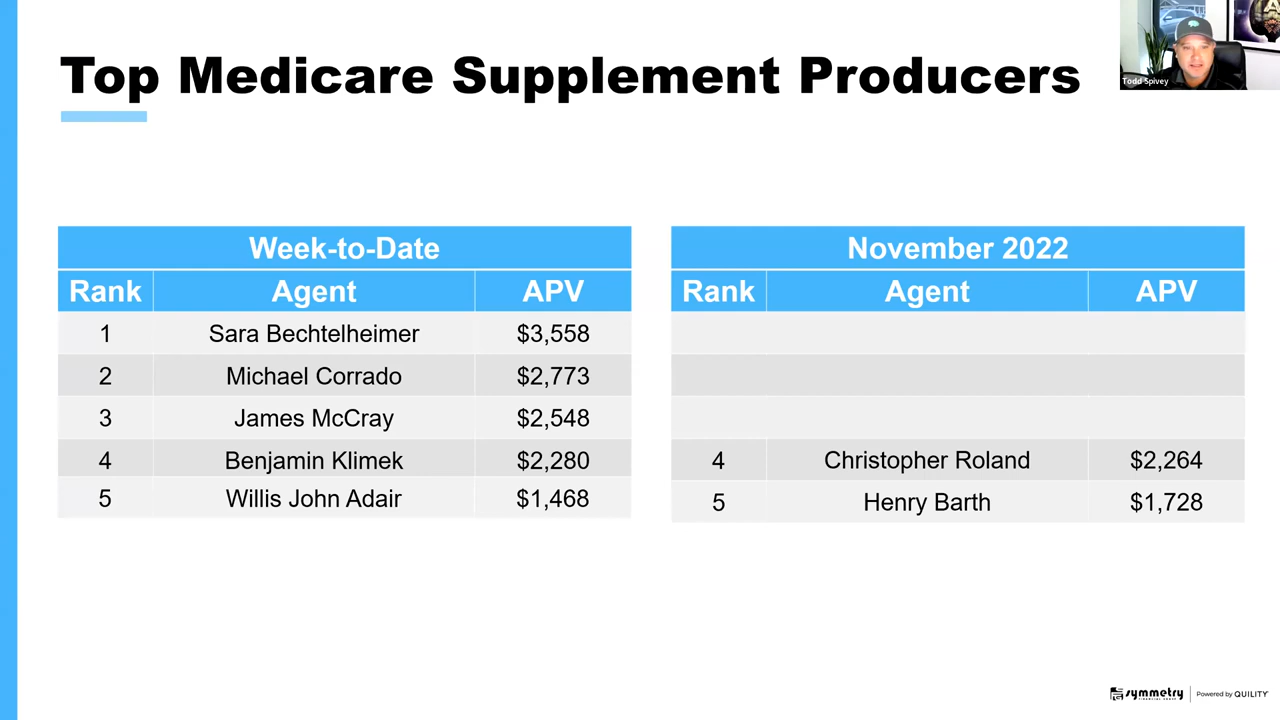 Top Medicare Supplement Producers
Todd Spivey
Week-to-Date
Rank Agent APV
1 Sara Bechtelheimer $3,558
2 Michael Corrado $2,773
3 James McCray $2,548
4 Benjamin Klimek $2,280
5 Willis John Adair $1,468
November 2022
Rank Agent APV
4 Christopher Roland $2,264
5 Henry Barth $1,728
symmetry
FINANCIAL GROUP
Powered by QUILITY